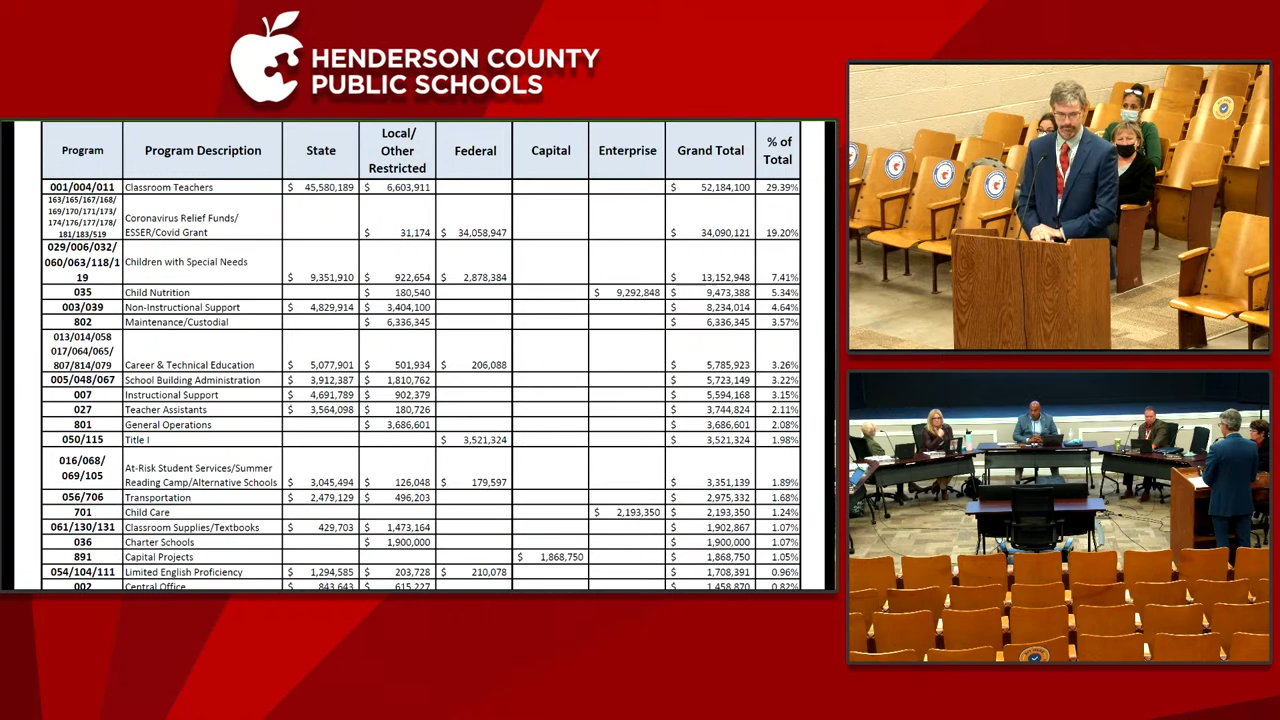 HENDERSON COUNTY
PUBLIC SCHOOLS
Program Program Description State Local/ Other Restricted Federal Capital Enterprise Grand Total % of Total
001/004/011 Classroom Teachers $ 45,580,189 $ 6,603,911 $ 52,184,100 29.39%
163/165/167/168/
169/170/171/173/
174/176/177/178/
181/183/519 Coronavirus Relief Funds/
ESSER/Covid Grant $ 31,174 $ 34,058,947 $ 34,090,121 19.20%
029/006/032/
060/063/118/1
19 Children with Special Needs $ 9,351,910 $ 922,654 $ 2,878,384 $ 13,152,948 7.41%
035 Child Nutrition $ 180,540 $ 9,292,848 $ 9,473,388 5.34%
003/039 Non-Instructional Support $ 4,829,914 $ 3,404,100 $ 8,234,014 4.64%
802 Maintenance/Custodial $ 6,336,345 $ 6,336,345 3.57%
013/014/058
017/064/065/
807/814/079 Career & Technical Education $ 5,077,901 $ 501,934 $ 206,088 $ 5,785,923 3.26%
005/048/067 School Building Administration $ 3,912,387 $ 1,810,762 $ 5,723,149 3.22%
007 Instructional Support $ 4,691,789 $ 902,379 $ 5,594,168 3.15%
027 Teacher Assistants $ 3,564,098 $ 180,726 $ 3,744,824 2.11%
801 General Operations $ 3,686,601 $ 3,686,601 2.08%
050/115 Title I $ 3,521,324 $ 3,521,324 1.98%
016/068/
069/105 At-Risk Student Services/Summer
Reading Camp/Alternative Schools $ 3,045,494 $ 126,048 $ 179,597 $ 3,351,139 1.89%
056/706 Transportation $ 2,479,129 $ 496,203 $ 2,975,332 1.68%
701 Child Care $ 2,193,350 $ 2,193,350 1.24%
061/130/131 Classroom Supplies/Textbooks $ 429,703 $ 1,473,164 $ 1,902,867 1.07%
036 Charter Schools $ 1,900,000 $ 1,900,000 1.07%
891 Capital Projects $ 1,868,750 $ 1,868,750 1.05%
054/104/111 Limited English Proficiency $ 1,294,585 $ 203,728 $ 210,078 $ 1,708,391 0.96%
002 Central Office $ 843,643 $ 615,227 $ 1,458,870 0.82%